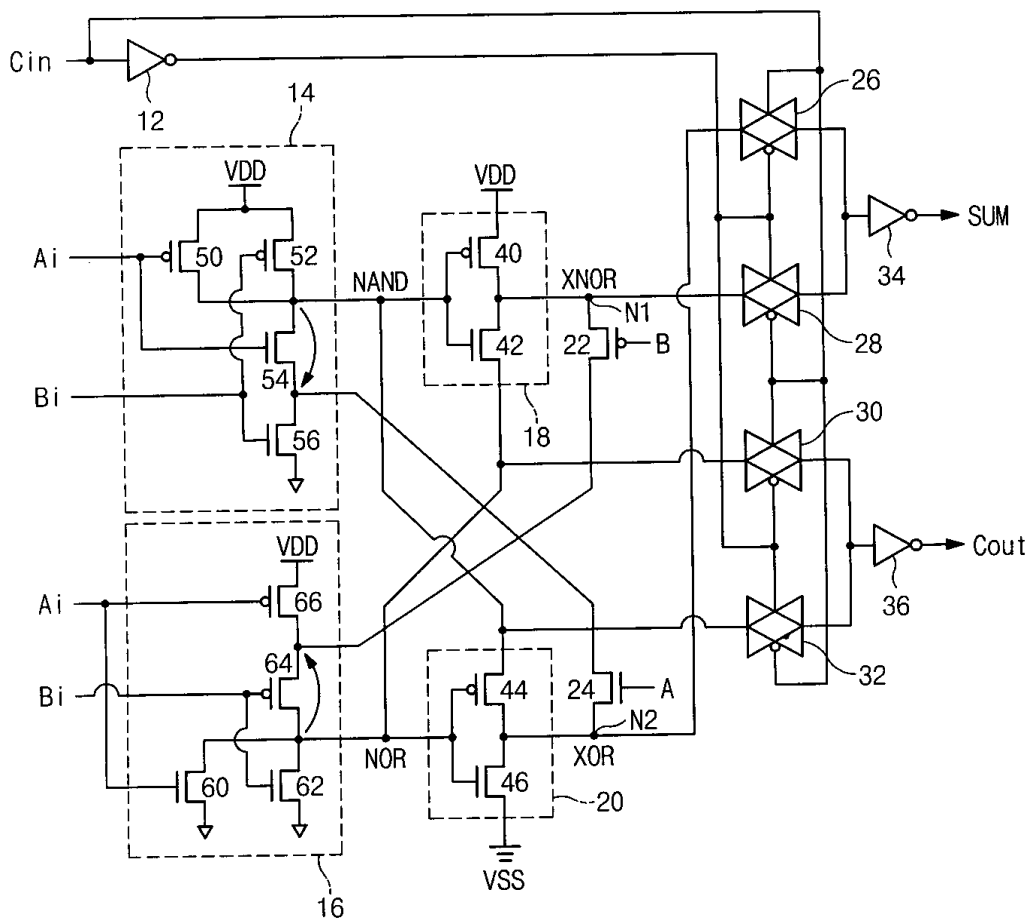 Cin
12
14
26
VDD
VDD
SUM
34
Ai
50
52
40
NAND
XNOR
N1
54
42
22
B
28
Bi
56
18
30
VDD
Cout
36
Ai
66
32
64
Bi
44
24
A
N2
NOR
XOR
60
62
46
20
VSS
16